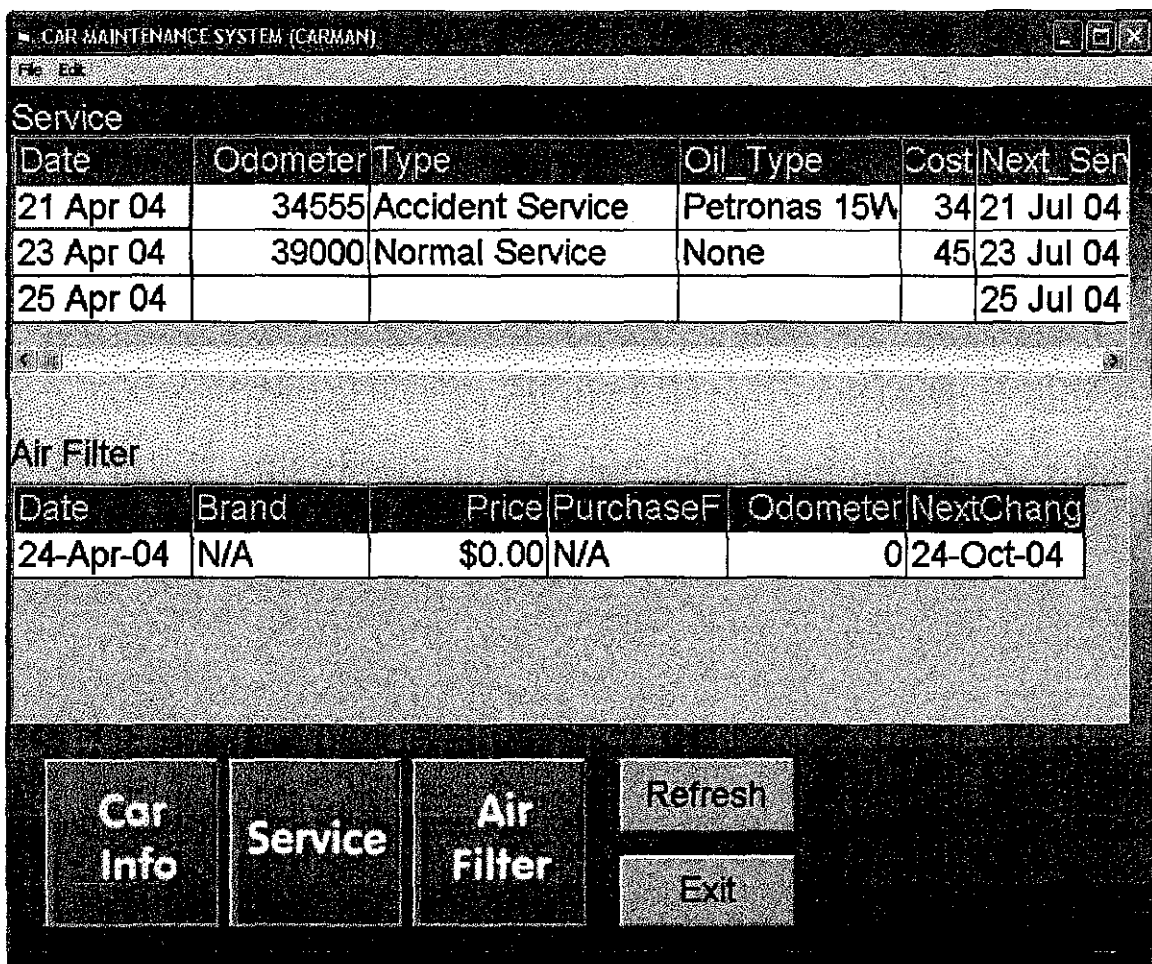 CAR MAINTENANCE SYSTEM (CARMAN)
File Edit
Service
Date Odometer Type Oil_Type Cost Next_Serv
21 Apr 04 34555 Accident Service Petronas 15W 34 21 Jul 04
23 Apr 04 39000 Normal Service None 45 23 Jul 04
25 Apr 04 25 Jul 04
Air Filter
Date Brand Price PurchaseF Odometer NextChang
24-Apr-04 N/A $0.00 N/A 0 24-Oct-04
Car Info
Service
Air Filter
Refresh
Exit